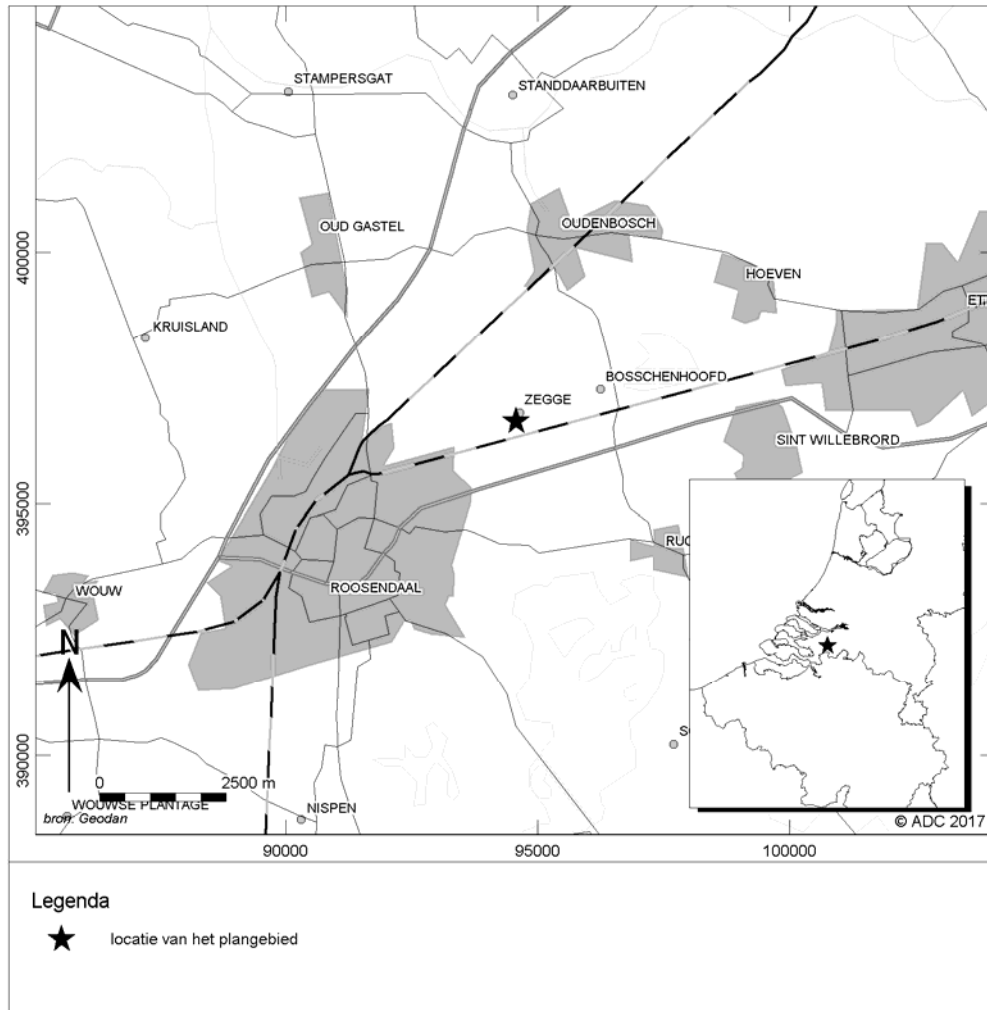 STAMPERSGAT
STANDDAARBUITEN
OUD GASTEL
OUDENBOSCH
400000
HOEVEN
KRUISLAND
BOSSCHENHOOFD
ZEGGE
SINT WILLEBRORD
395000
WOUW
ROOSENDAAL
N
390000
0 2500 m
WOUWSE PLANTAGE
NISPEN
bron: Geodan
© ADC 2017
90000 95000 100000
Legenda
locatie van het plangebied